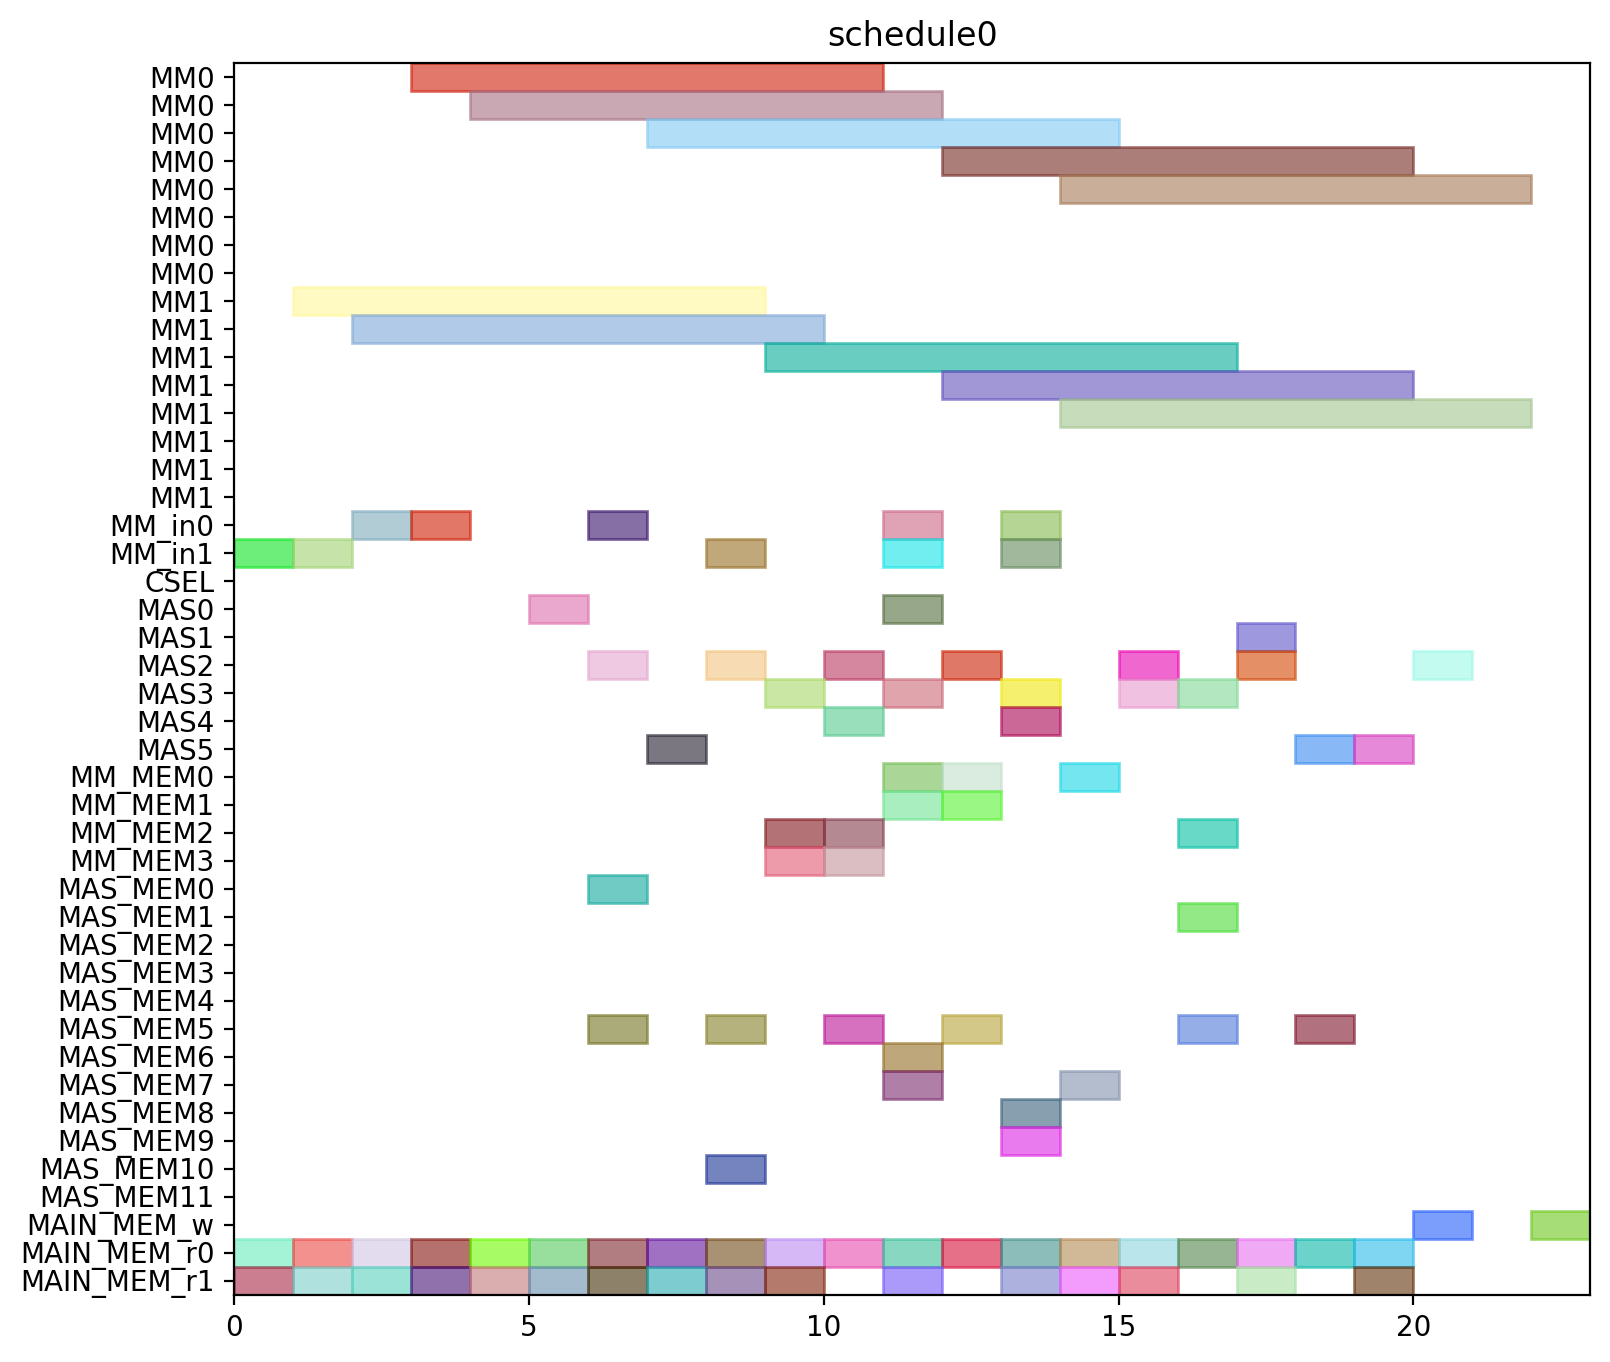 schedule0
MM0
MM0
MM0
MM0
MM0
MM0
MM0
MM0
MM1
MM1
MM1
MM1
MM1
MM1
MM1
MM1
MM_in0
MM_in1
CSEL
MAS0
MAS1
MAS2
MAS3
MAS4
MAS5
MM_MEM0
MM_MEM1
MM_MEM2
MM_MEM3
MAS_MEM0
MAS_MEM1
MAS_MEM2
MAS_MEM3
MAS_MEM4
MAS_MEM5
MAS_MEM6
MAS_MEM7
MAS_MEM8
MAS_MEM9
MAS_MEM10
MAS_MEM11
MAIN_MEM_w
MAIN_MEM_r0
MAIN_MEM_r1
0 5 10 15 20